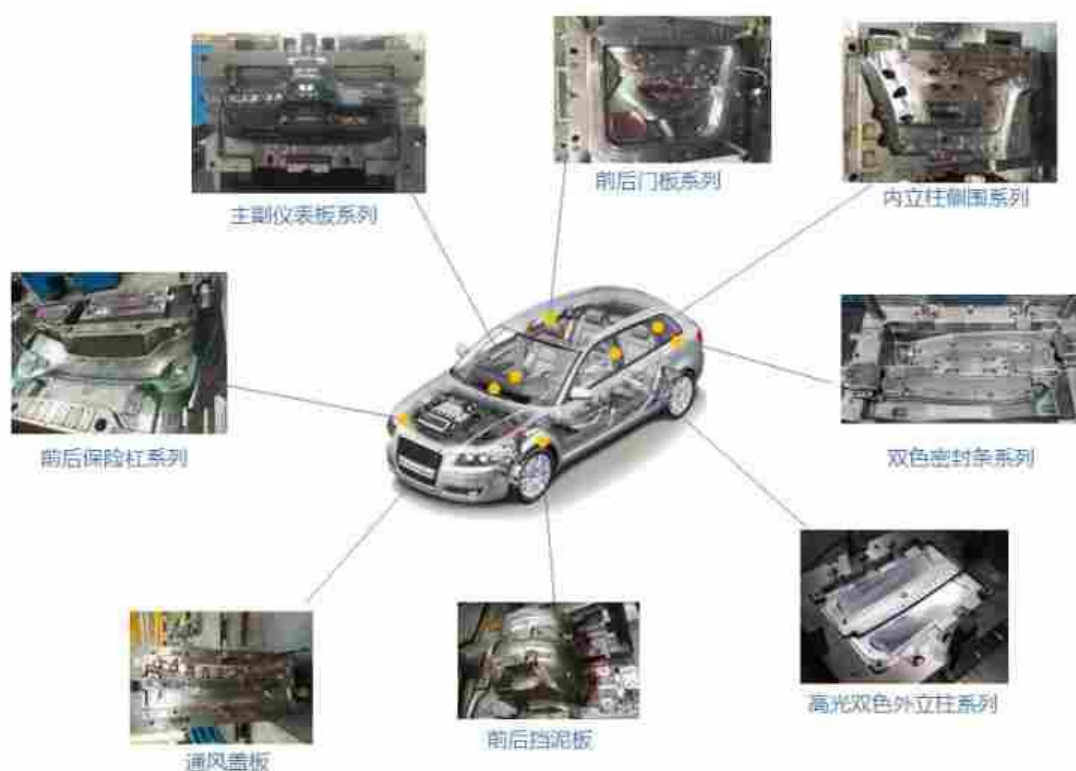 主副仪表板系列
前后门板系列
内立柱侧围系列
前后保险杠系列
双色密封条系列
高光双色外立柱系列
前后挡泥板
通风盖板